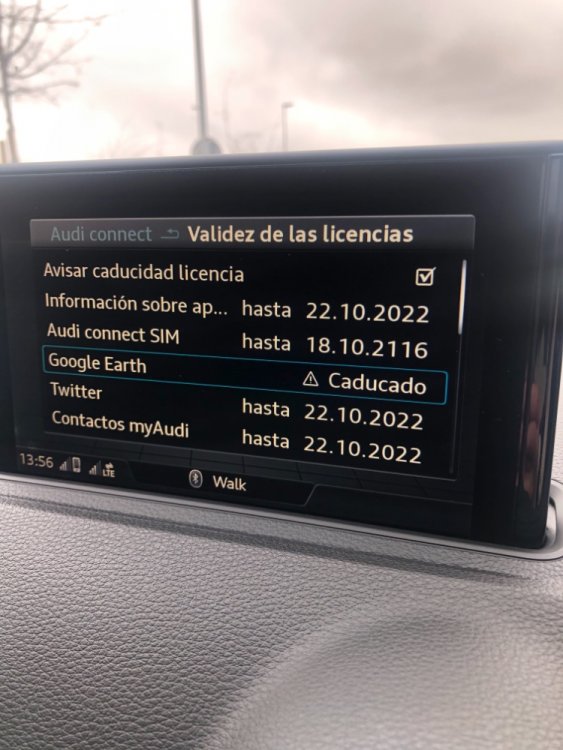 Audi connect Validez de las licencias
Avisar caducidad licencia
Información sobre ap... hasta 22.10.2022
Audi connect SIM hasta 18.10.2116
Google Earth Caducado
Twitter hasta 22.10.2022
Contactos myAudi hasta 22.10.2022
13:56 LTE Walk